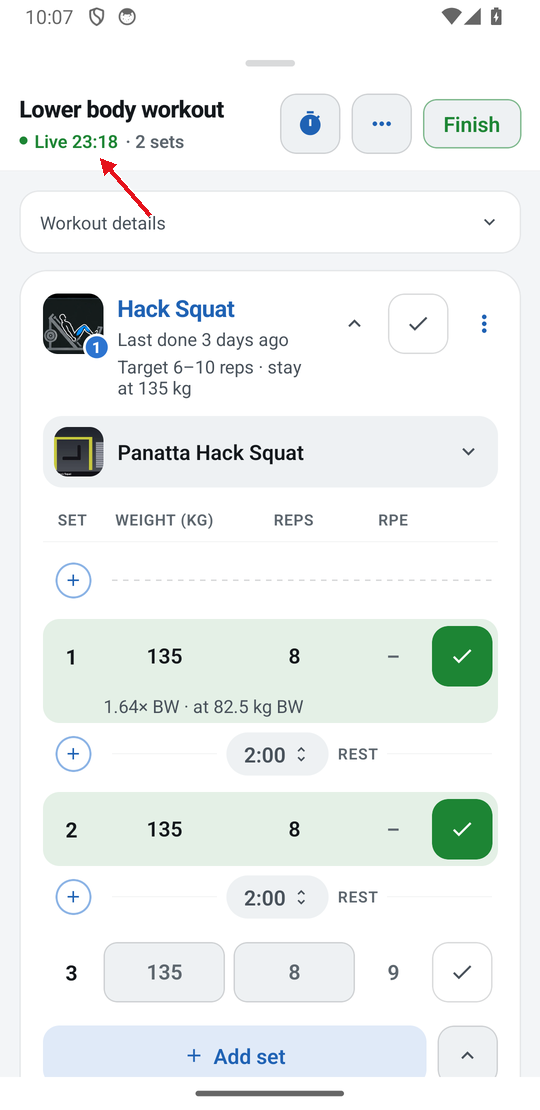 10:07
Lower body workout
Live 23:18 · 2 sets
Finish
Workout details
Hack Squat
1
Last done 3 days ago
Target 6–10 reps · stay
at 135 kg
Panatta Hack Squat
SET WEIGHT (KG) REPS RPE
1 135 8 –
1.64× BW · at 82.5 kg BW
2:00 REST
2 135 8 –
2:00 REST
3 135 8 9
+ Add set